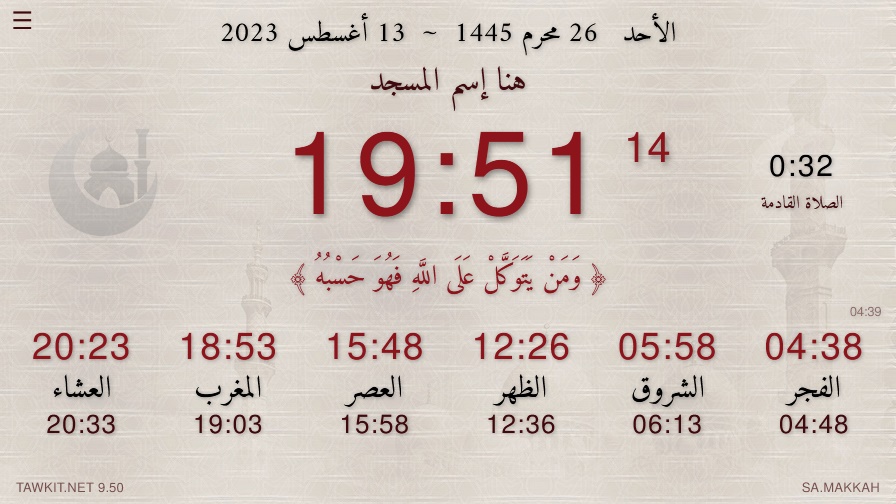 ☰
الأحد 26 محرم 1445 ~ 13 أغسطس 2023
هنا إسم المسجد
19:51 14
0:32
الصلاة القادمة
﴿ وَمَنْ يَتَوَكَّلْ عَلَى اللَّهِ فَهُوَ حَسْبُهُ ﴾
04:39
04:38 05:58 12:26 15:48 18:53 20:23
الفجر الشروق الظهر العصر المغرب العشاء
04:48 06:13 12:36 15:58 19:03 20:33
TAWKIT.NET 9.50
SA.MAKKAH